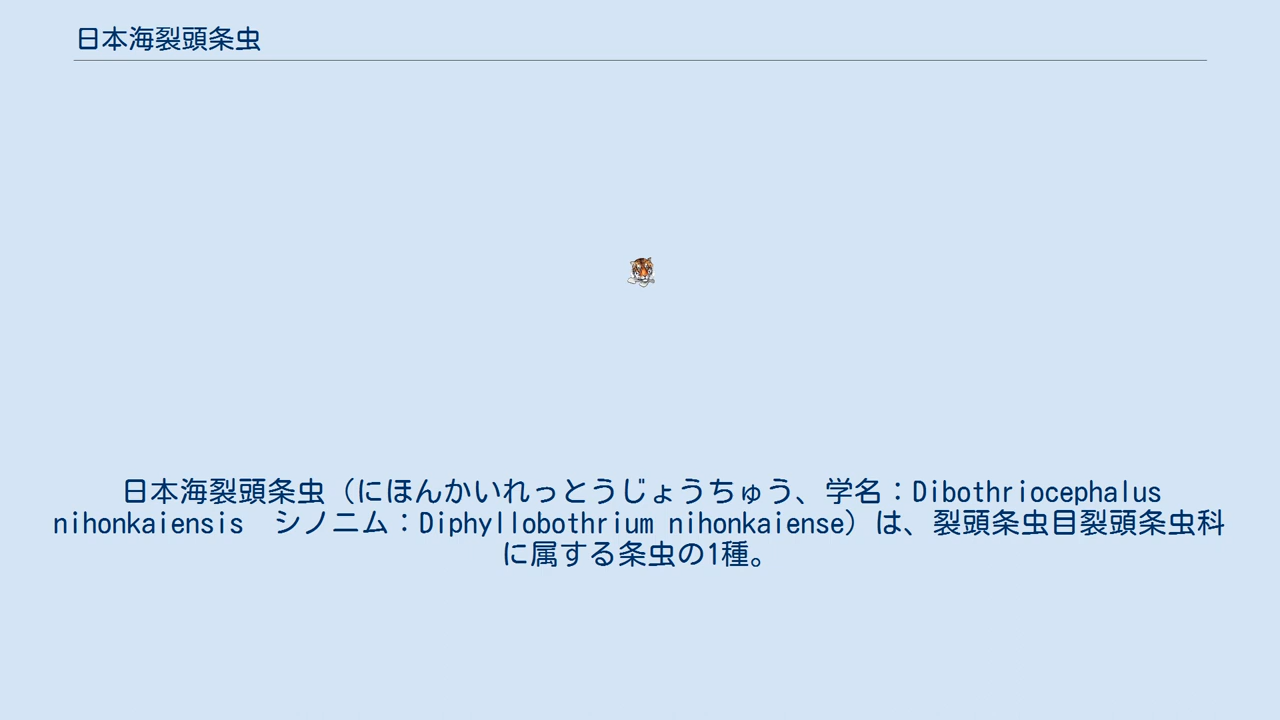 日本海裂頭条虫
日本海裂頭条虫（にほんかいれっとうじょうちゅう、学名：Dibothriocephalus
nihonkaiensis　シノニム：Diphyllobothrium nihonkaiense）は、裂頭条虫目裂頭条虫科
に属する条虫の1種。